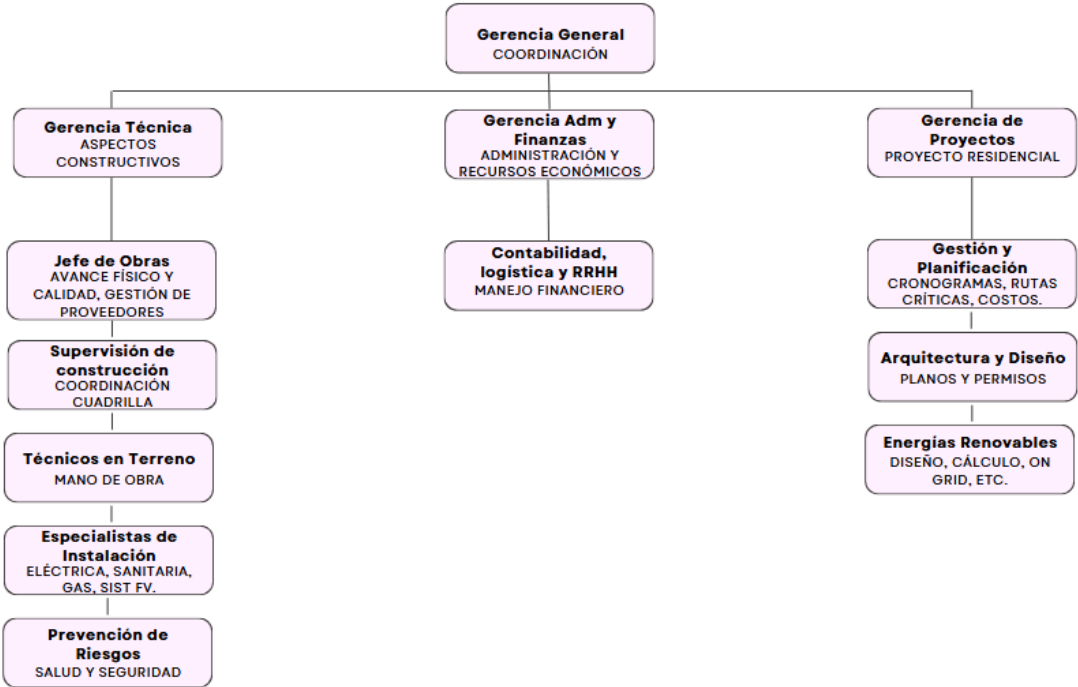 Gerencia General
COORDINACIÓN
Gerencia Técnica
ASPECTOS
CONSTRUCTIVOS
Gerencia Adm y
Finanzas
ADMINISTRACIÓN Y
RECURSOS ECONÓMICOS
Gerencia de
Proyectos
PROYECTO RESIDENCIAL
Jefe de Obras
AVANCE FÍSICO Y
CALIDAD, GESTIÓN DE
PROVEEDORES
Contabilidad,
logística y RRHH
MANEJO FINANCIERO
Gestión y
Planificación
CRONOGRAMAS, RUTAS
CRÍTICAS, COSTOS.
Supervisión de
construcción
COORDINACIÓN
CUADRILLA
Arquitectura y Diseño
PLANOS Y PERMISOS
Técnicos en Terreno
MANO DE OBRA
Energías Renovables
DISEÑO, CÁLCULO, ON
GRID, ETC.
Especialistas de
Instalación
ELÉCTRICA, SANITARIA,
GAS, SIST FV.
Prevención de
Riesgos
SALUD Y SEGURIDAD